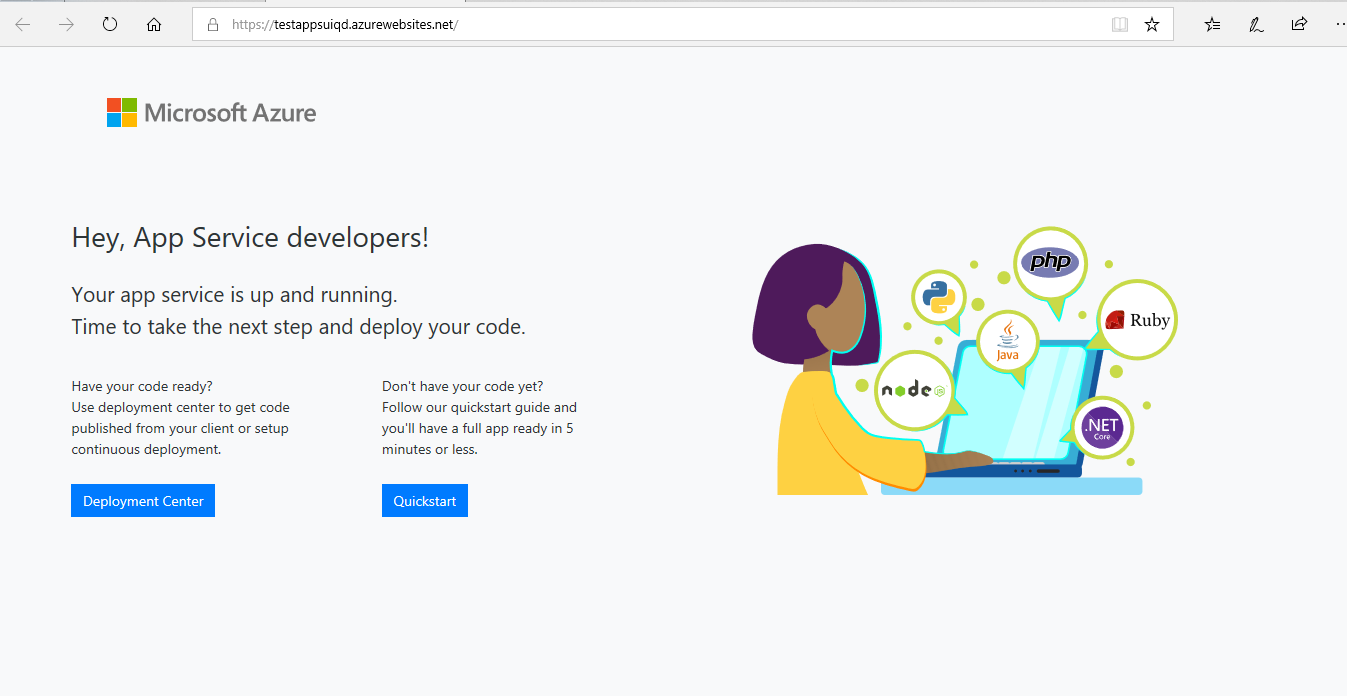 https://testappsuiqd.azurewebsites.net/
Microsoft Azure
Hey, App Service developers!
Your app service is up and running.
Time to take the next step and deploy your code.
Have your code ready?
Use deployment center to get code
published from your client or setup
continuous deployment.
Deployment Center
Don't have your code yet?
Follow our quickstart guide and
you'll have a full app ready in 5
minutes or less.
Quickstart
php
Ruby
Java
node
JS
.NET
Core